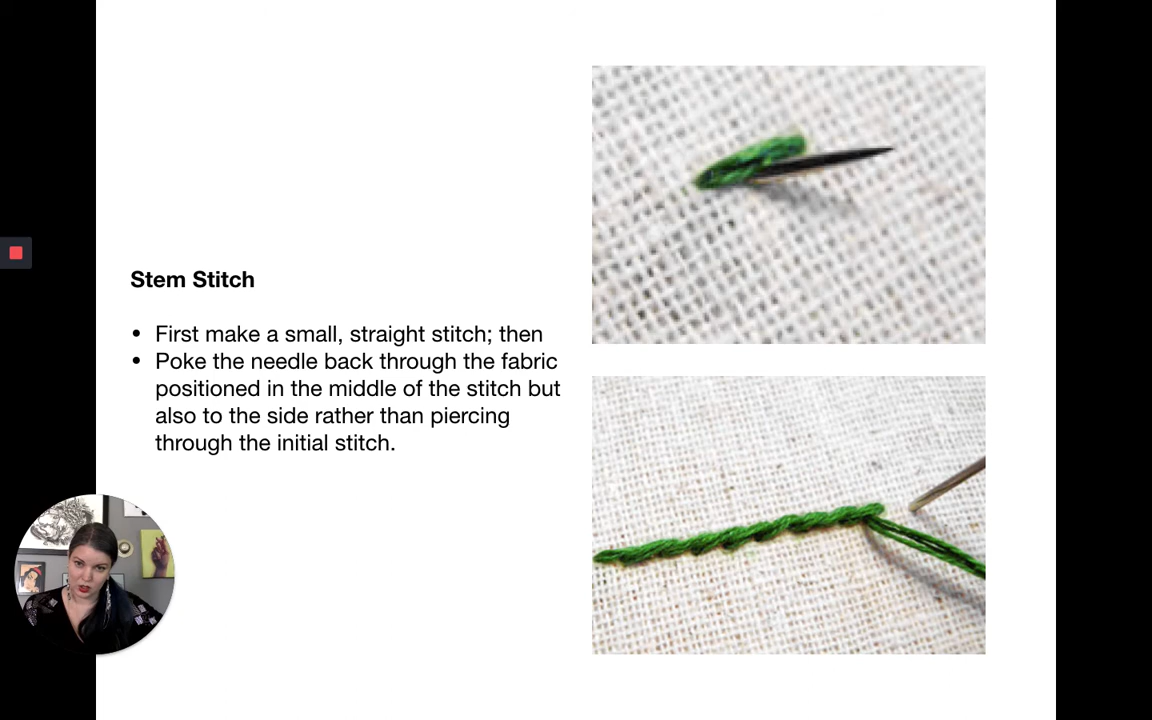 Stem Stitch
• First make a small, straight stitch; then
• Poke the needle back through the fabric
positioned in the middle of the stitch but
also to the side rather than piercing
through the initial stitch.